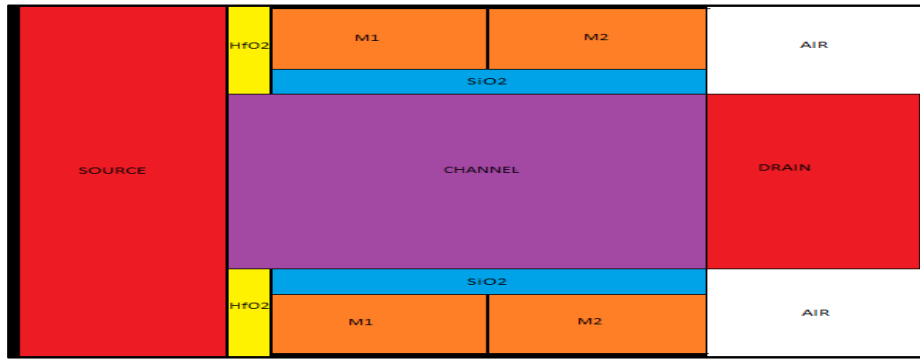 HfO2
M1
M2
AIR
SiO2
SOURCE
CHANNEL
DRAIN
SiO2
HfO2
M1
M2
AIR